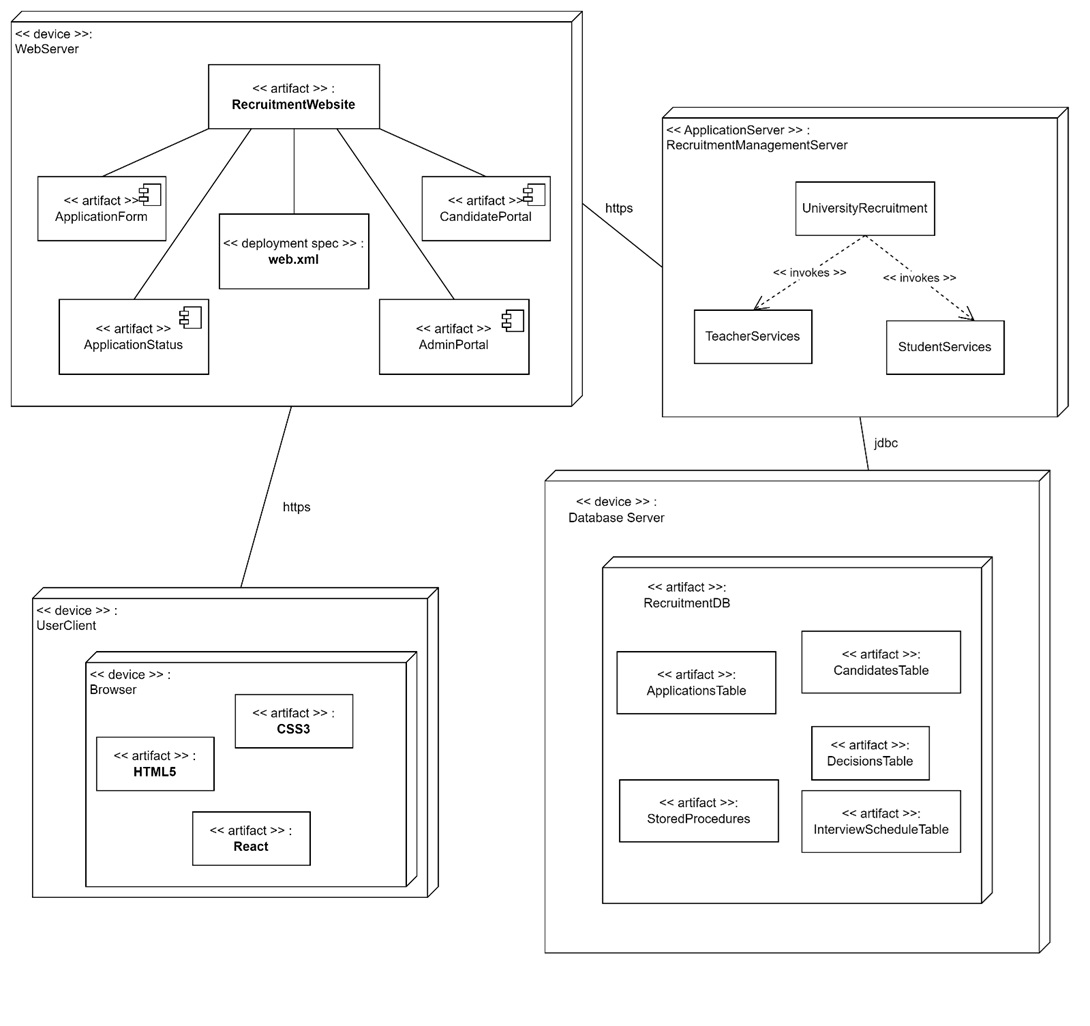 << device >>:
WebServer
<< artifact >> :
RecruitmentWebsite
<< artifact >>
ApplicationForm
<< deployment spec >> :
web.xml
<< artifact >>
CandidatePortal
<< artifact >>
ApplicationStatus
<< artifact >>
AdminPortal
https
<< ApplicationServer >> :
RecruitmentManagementServer
UniversityRecruitment
<< invokes >>
<< invokes >>
TeacherServices
StudentServices
jdbc
https
<< device >> :
Database Server
<< artifact >>:
RecruitmentDB
<< artifact >>:
ApplicationsTable
<< artifact >>:
CandidatesTable
<< artifact >>:
DecisionsTable
<< artifact >>:
StoredProcedures
<< artifact >>:
InterviewScheduleTable
<< device >> :
UserClient
<< device >> :
Browser
<< artifact >> :
CSS3
<< artifact >> :
HTML5
<< artifact >> :
React